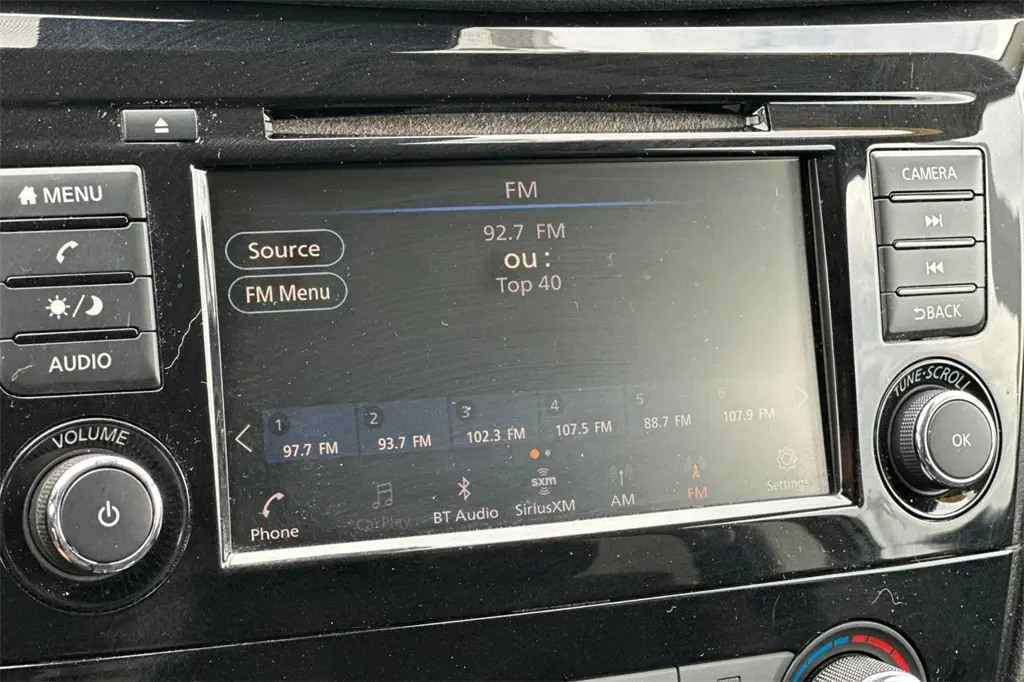 MENU
AUDIO
VOLUME
FM
92.7 FM
ou:
Top 40
Source
FM Menu
1
97.7 FM
2
93.7 FM
3
102.3 FM
4
107.5 FM
5
88.7 FM
6
107.9 FM
Phone
CarPlay
BT Audio
sxm
SiriusXM
AM
FM
Settings
CAMERA
BACK
TUNE·SCROLL
OK